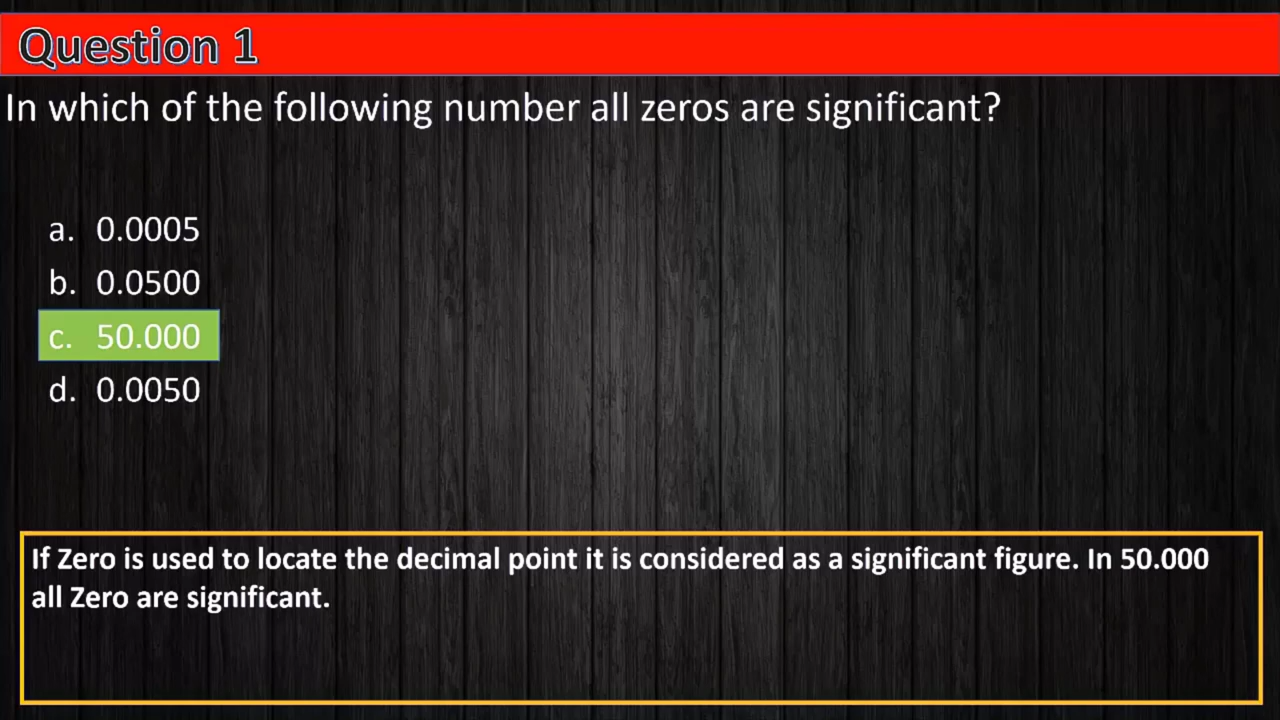 Question 1
In which of the following number all zeros are significant?
a. 0.0005
b. 0.0500
c. 50.000
d. 0.0050
If Zero is used to locate the decimal point it is considered as a significant figure. In 50.000
all Zero are significant.